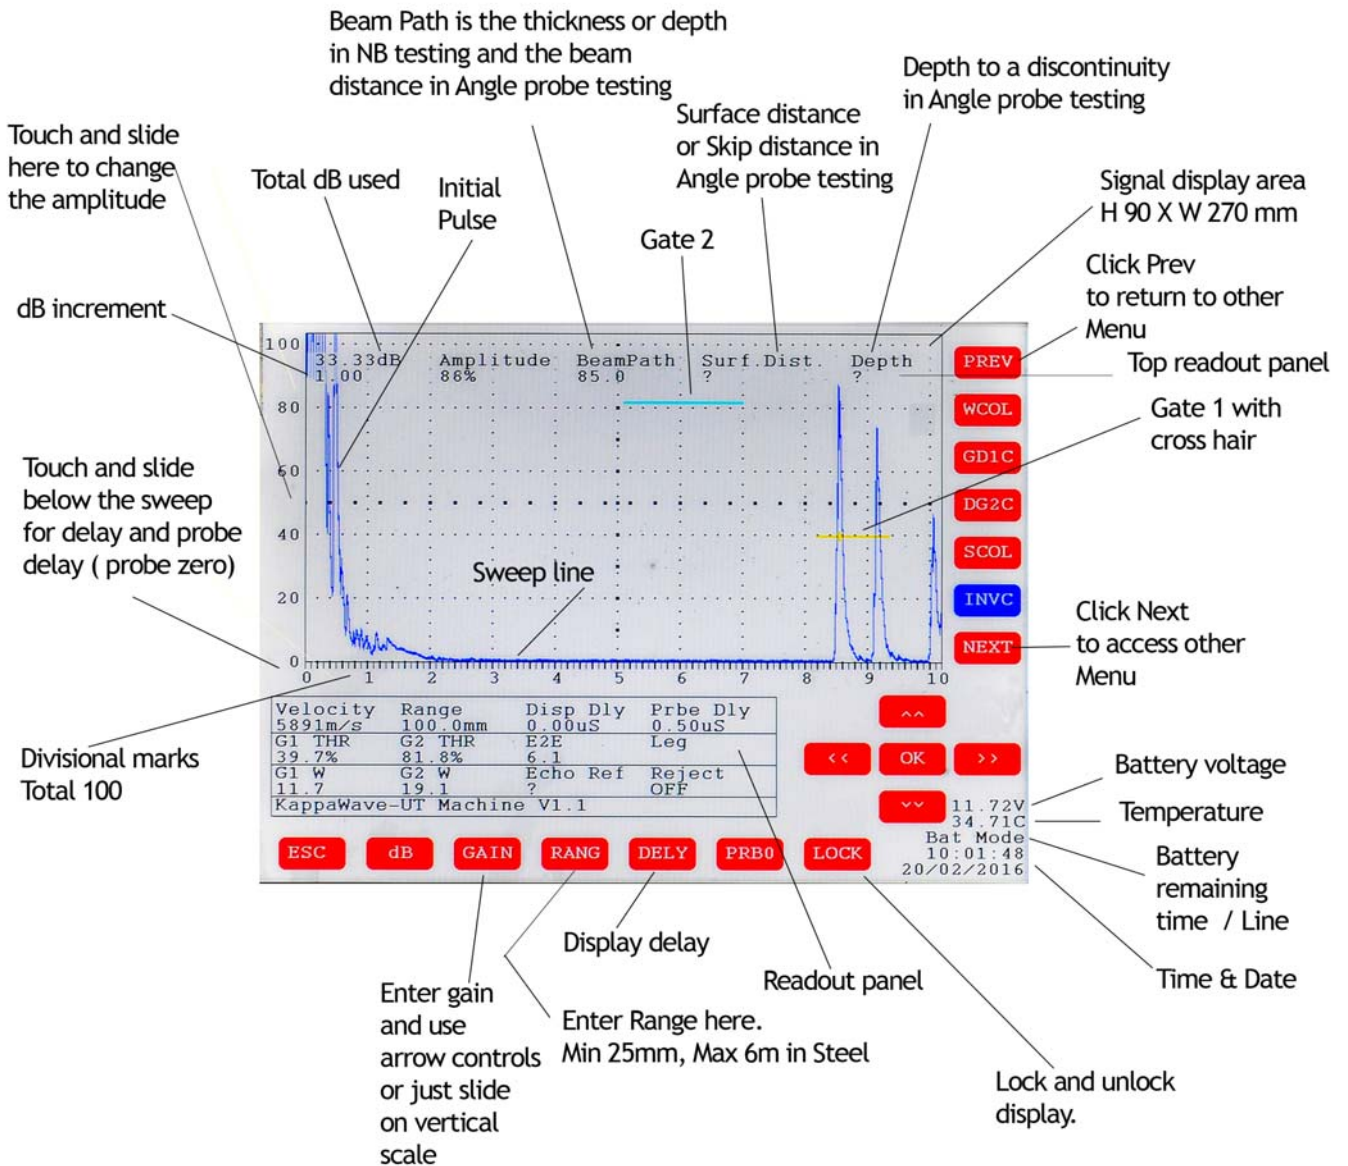 Beam Path is the thickness or depth
in NB testing and the beam
distance in Angle probe testing
Depth to a discontinuity
in Angle probe testing
Surface distance
or Skip distance in
Angle probe testing
Touch and slide
here to change
the amplitude
Total dB used
Initial
Pulse
Signal display area
H 90 X W 270 mm
Gate 2
Click Prev
to return to other
Menu
dB increment
Top readout panel
Gate 1 with
cross hair
Touch and slide
below the sweep
for delay and probe
delay ( probe zero)
Sweep line
Click Next
to access other
Menu
Divisional marks
Total 100
100
80
60
40
20
0
33.33dB Amplitude BeamPath Surf.Dist. Depth
1.00 86% 85.0 ? ?
0 1 2 3 4 5 6 7 8 9 10
PREV
WCOL
GD1C
DG2C
SCOL
INVC
NEXT
Velocity Range Disp Dly Prbe Dly
5891m/s 100.0mm 0.00uS 0.50uS
G1 THR G2 THR E2E Leg
39.7% 81.8% 6.1
G1 W G2 W Echo Ref Reject
11.7 19.1 ? OFF
KappaWave-UT Machine V1.1
^^
<< OK >>
vv
11.72V
34.71C
Bat Mode
10:01:48
20/02/2016
ESC dB GAIN RANG DELY PRB0 LOCK
Battery voltage
Temperature
Battery
remaining
time / Line
Time & Date
Display delay
Readout panel
Enter gain
and use
arrow controls
or just slide
on vertical
scale
Enter Range here.
Min 25mm, Max 6m in Steel
Lock and unlock
display.